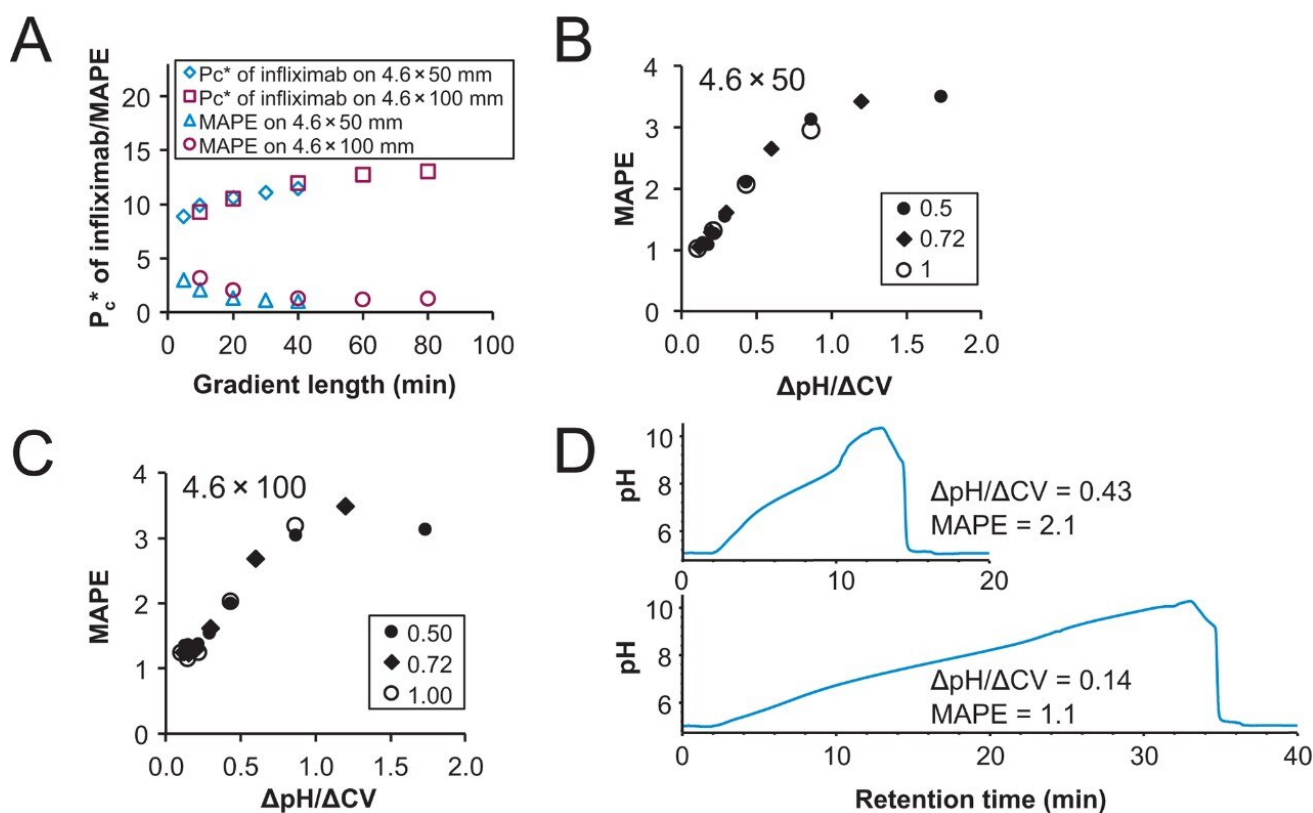 A
Pc* of infliximab on 4.6 × 50 mm
Pc* of infliximab on 4.6 × 100 mm
MAPE on 4.6 × 50 mm
MAPE on 4.6 × 100 mm
Pc* of infliximab/MAPE
20
15
10
5
0
0 20 40 60 80 100
Gradient length (min)
B
4.6 × 50
MAPE
4
3
2
1
0
0.5
0.72
1
0.0 0.5 1.0 1.5 2.0
ΔpH/ΔCV
C
4.6 × 100
MAPE
4
3
2
1
0
0.50
0.72
1.00
0.0 0.5 1.0 1.5 2.0
ΔpH/ΔCV
D
pH
10
8
6
ΔpH/ΔCV = 0.43
MAPE = 2.1
0 10 20
pH
10
8
6
ΔpH/ΔCV = 0.14
MAPE = 1.1
0 10 20 30 40
Retention time (min)